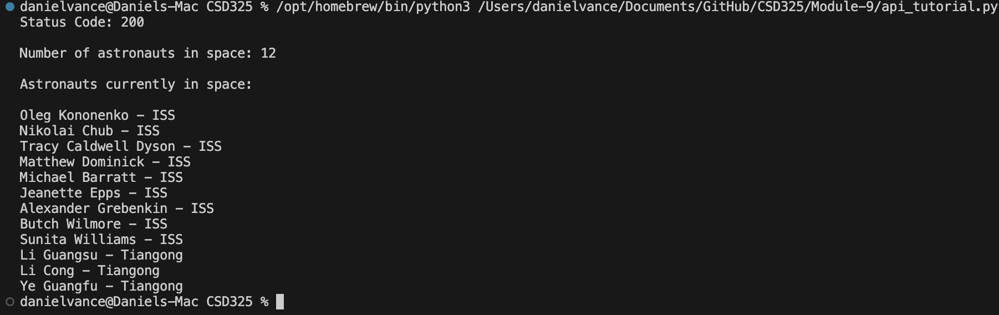 danielvance@Daniels-Mac CSD325 % /opt/homebrew/bin/python3 /Users/danielvance/Documents/GitHub/CSD325/Module-9/api_tutorial.py
Status Code: 200
Number of astronauts in space: 12
Astronauts currently in space:
Oleg Kononenko - ISS
Nikolai Chub - ISS
Tracy Caldwell Dyson - ISS
Matthew Dominick - ISS
Michael Barratt - ISS
Jeanette Epps - ISS
Alexander Grebenkin - ISS
Butch Wilmore - ISS
Sunita Williams - ISS
Li Guangsu - Tiangong
Li Cong - Tiangong
Ye Guangfu - Tiangong
danielvance@Daniels-Mac CSD325 %